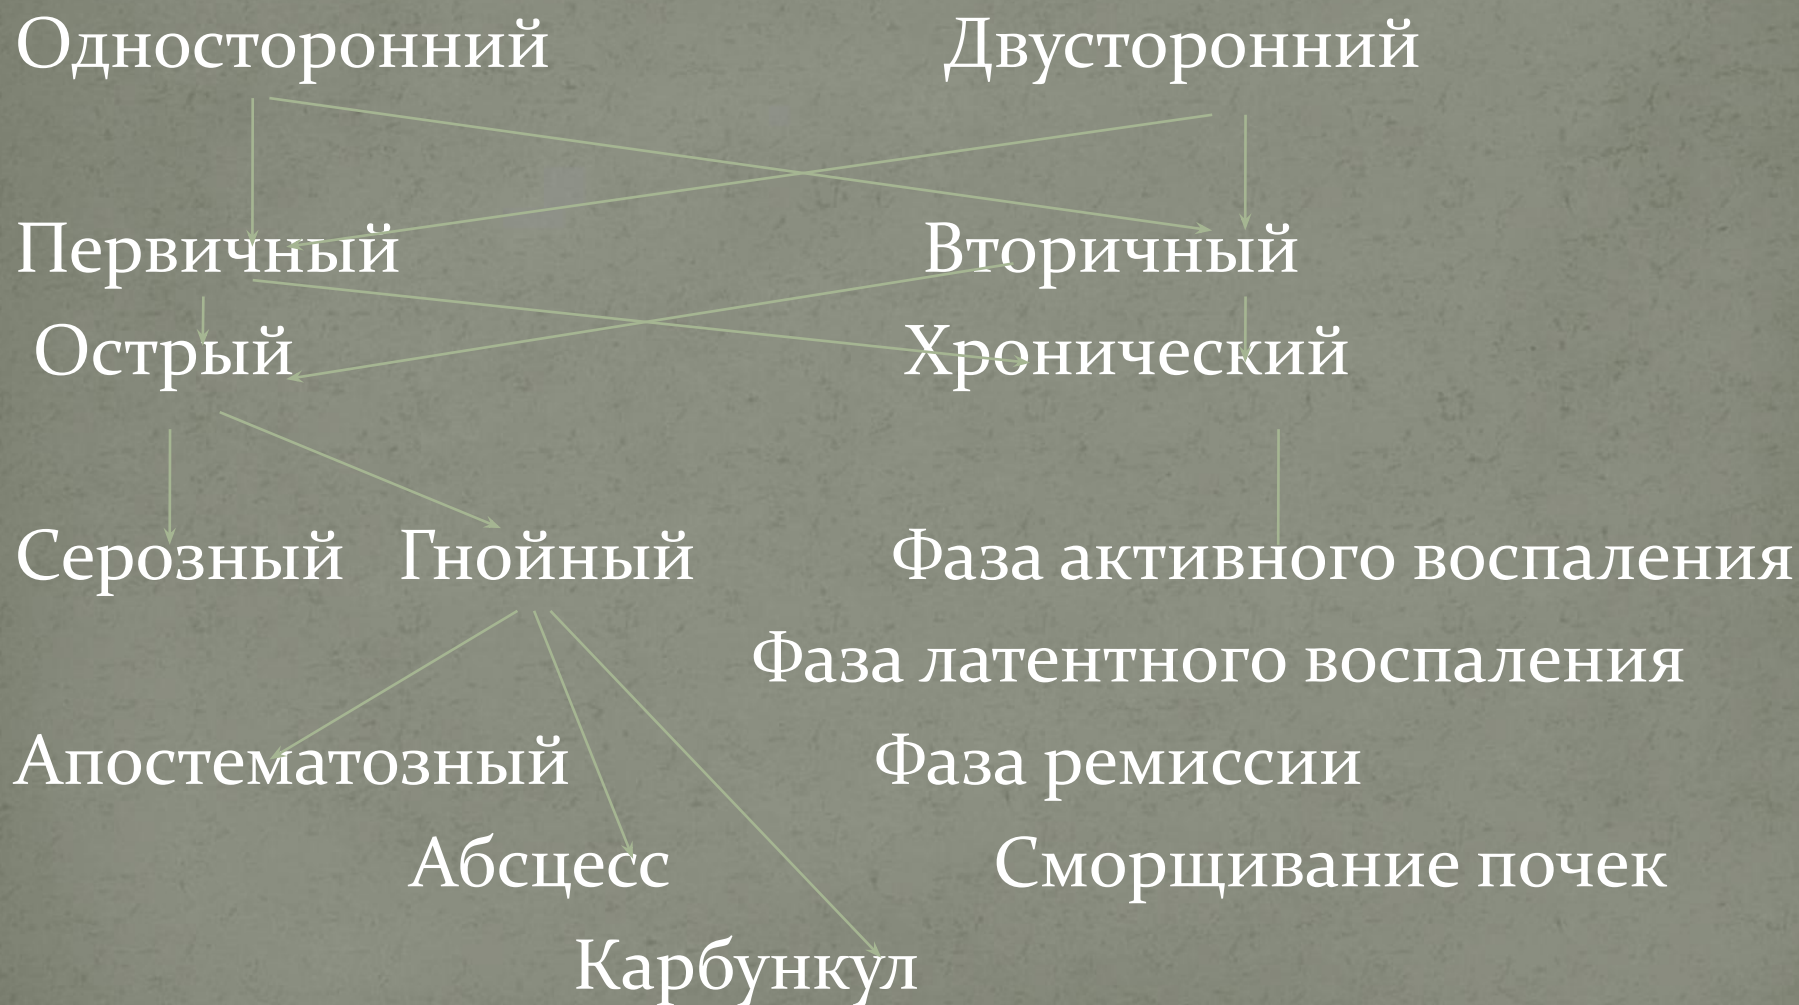 Односторонний Двусторонний
Первичный Вторичный
Острый Хронический
Серозный Гнойный Фаза активного воспаления
Фаза латентного воспаления
Апостематозный Фаза ремиссии
Абсцесс Сморщивание почек
Карбункул